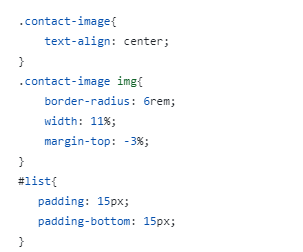 .contact-image{
text-align: center;
}
.contact-image img{
border-radius: 6rem;
width: 11%;
margin-top: -3%;
}
#list{
padding: 15px;
padding-bottom: 15px;
}